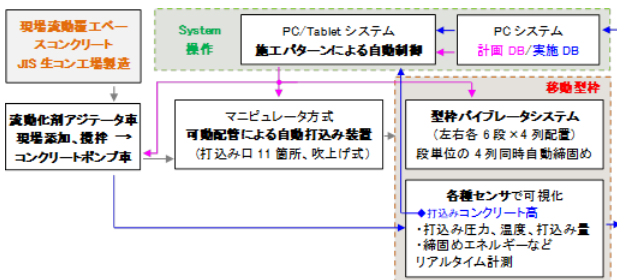 現場流動覆工ベー
スコンクリート
JIS 生コン工場製造
System
操作
PC/Tablet システム
施工パターンによる自動制御
PC システム
計画 DB/実施 DB
移動型枠
流動化剤アジテータ車
現場添加、撹拌 →
コンクリートポンプ車
マニピュレータ方式
可動配管による自動打込み装置
(打込み口 11 箇所、吹上げ式)
型枠バイブレータシステム
(左右各 6 段×4 列配置)
段単位の 4 列同時自動締固め
各種センサで可視化
◆打込みコンクリート高
・打込み圧力、温度、打込み量
・締固めエネルギーなど
リアルタイム計測